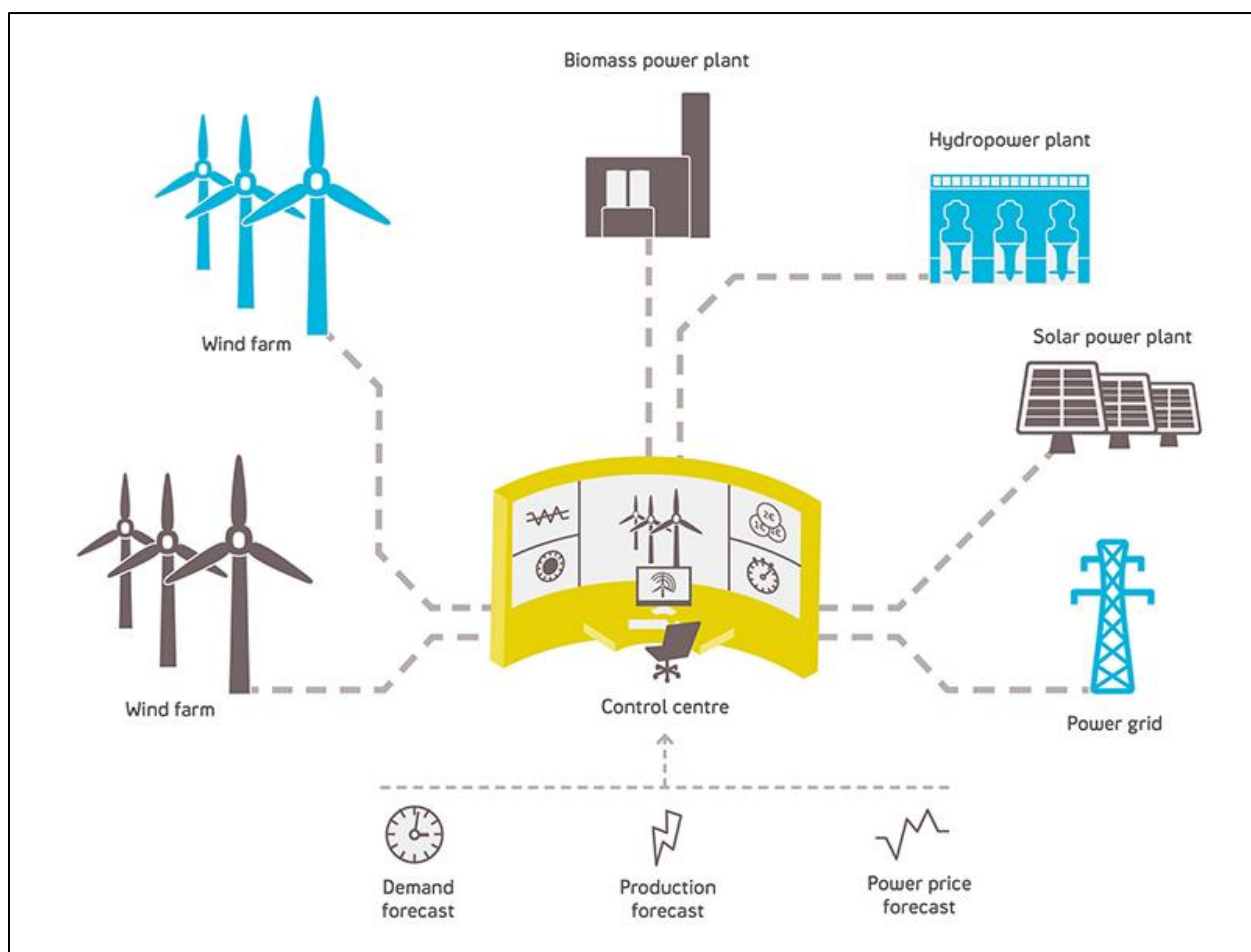 Biomass power plant
Hydropower plant
Wind farm
Solar power plant
Wind farm
Control centre
Power grid
Demand
forecast
Production
forecast
Power price
forecast